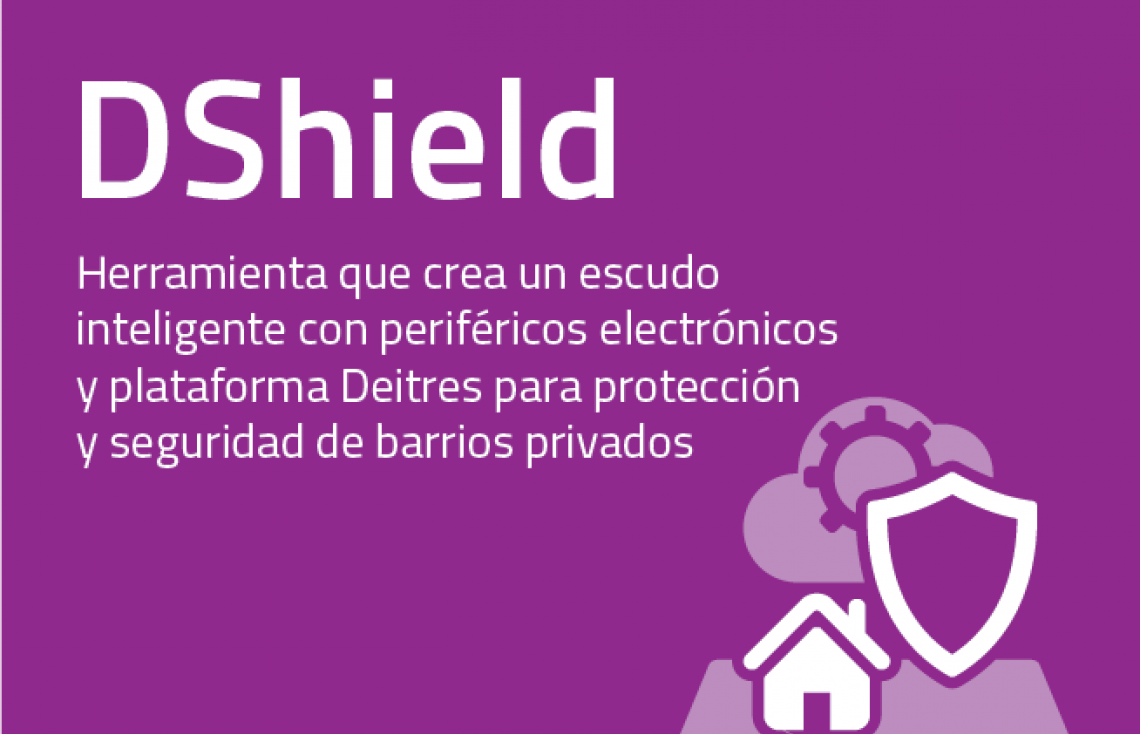 DShield
Herramienta que crea un escudo
inteligente con periféricos electrónicos
y plataforma Deitres para protección
y seguridad de barrios privados